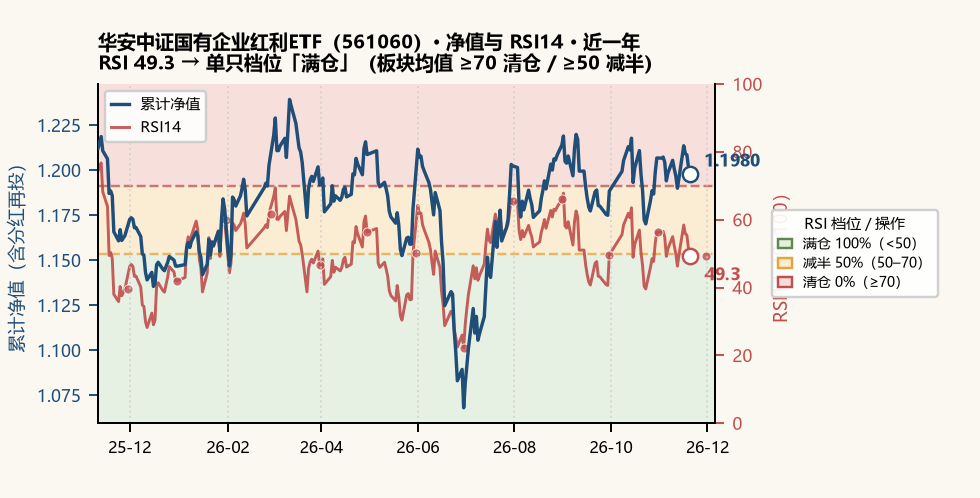 华安中证国有企业红利ETF（561060）·净值与 RSI14·近一年
RSI 49.3 → 单只档位「满仓」（板块均值 ≥70 清仓 / ≥50 减半）
累计净值
RSI14
累计净值（含分红再投）
1.225
1.200
1.175
1.150
1.125
1.100
1.075
100
80
60
40
20
0
1.1980
49.3
RSI
RSI 档位 / 操作
满仓 100%（<50）
减半 50%（50–70）
清仓 0%（≥70）
25-12
26-02
26-04
26-06
26-08
26-10
26-12